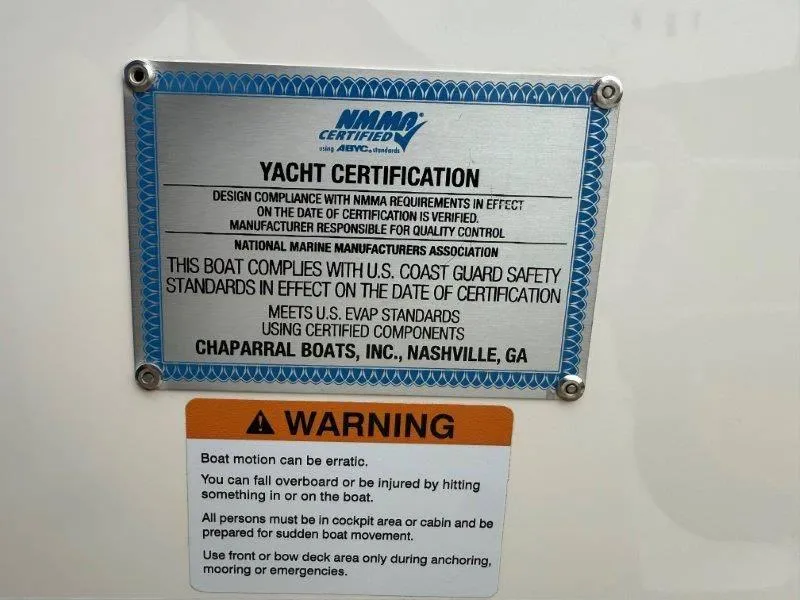 NMMA®
CERTIFIED
using ABYC® standards
YACHT CERTIFICATION
DESIGN COMPLIANCE WITH NMMA REQUIREMENTS IN EFFECT
ON THE DATE OF CERTIFICATION IS VERIFIED.
MANUFACTURER RESPONSIBLE FOR QUALITY CONTROL
NATIONAL MARINE MANUFACTURERS ASSOCIATION
THIS BOAT COMPLIES WITH U.S. COAST GUARD SAFETY
STANDARDS IN EFFECT ON THE DATE OF CERTIFICATION
MEETS U.S. EVAP STANDARDS
USING CERTIFIED COMPONENTS
CHAPARRAL BOATS, INC., NASHVILLE, GA
WARNING
Boat motion can be erratic.
You can fall overboard or be injured by hitting
something in or on the boat.
All persons must be in cockpit area or cabin and be
prepared for sudden boat movement.
Use front or bow deck area only during anchoring,
mooring or emergencies.